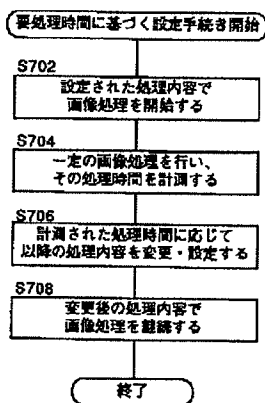 要処理時間に基づく設定手続き開始
S702
設定された処理内容で
画像処理を開始する
S704
一定の画像処理を行い、
その処理時間を計測する
S706
計測された処理時間に応じて
以降の処理内容を変更・設定する
S708
変更後の処理内容で
画像処理を継続する
終了